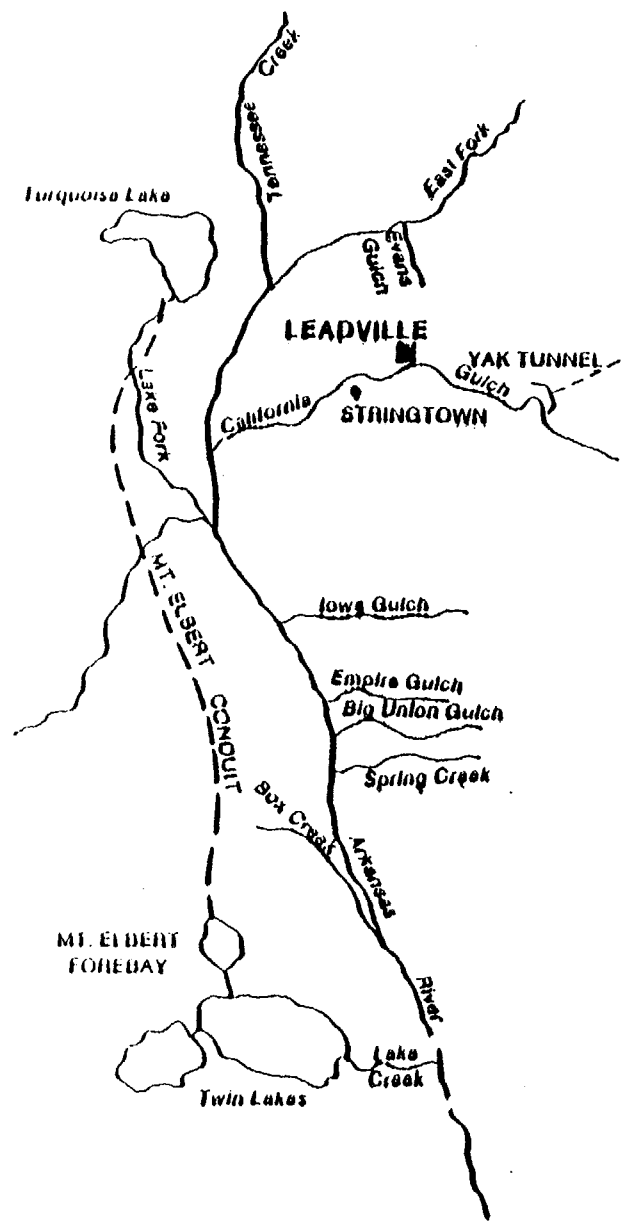 Creek
Tennessee
East Fork
Turquoise Lake
Evans
Gulch
LEADVILLE
YAK TUNNEL
Gulch
Lake Fork
California
STRINGTOWN
MT. ELBERT
CONDUIT
Iowa Gulch
Empire Gulch
Big Union Gulch
Spring Creek
Box Creek
Arkansas
MT. ELBERT
FOREBAY
River
Lake
Creek
Twin Lakes